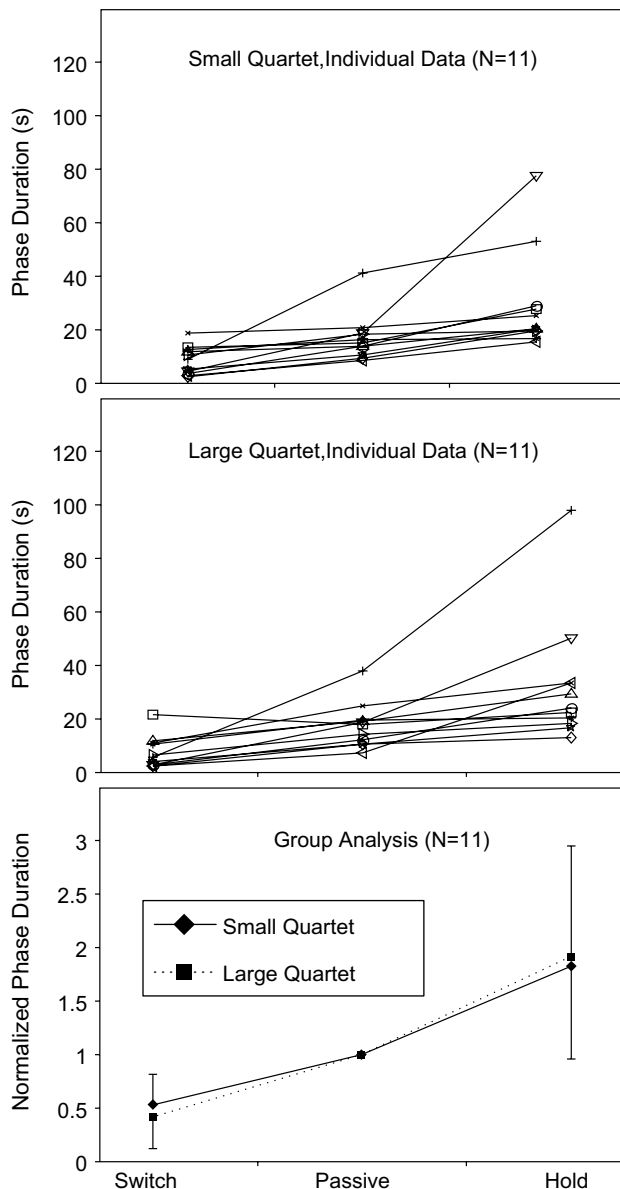 Small Quartet,Individual Data (N=11)
Phase Duration (s)
120
100
80
60
40
20
0
Large Quartet,Individual Data (N=11)
Phase Duration (s)
120
100
80
60
40
20
0
Group Analysis (N=11)
Normalized Phase Duration
3
2.5
2
1.5
1
0.5
0
Small Quartet
Large Quartet
Switch Passive Hold